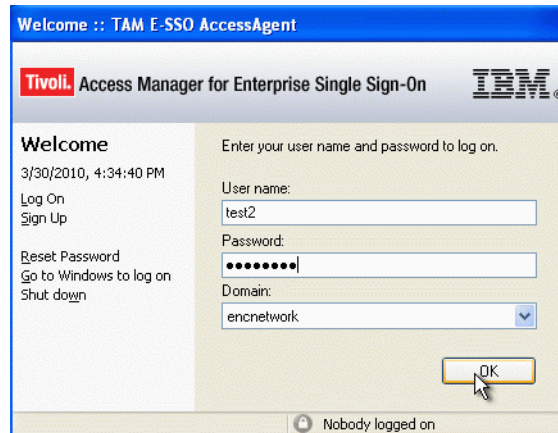 Welcome :: TAM E-SSO AccessAgent
Tivoli. Access Manager for Enterprise Single Sign-On IBM®
Welcome
3/30/2010, 4:34:40 PM
Log On
Sign Up
Reset Password
Go to Windows to log on
Shut down
Enter your user name and password to log on.
User name:
test2
Password:
●●●●●●●●
Domain:
encnetwork
OK
Nobody logged on